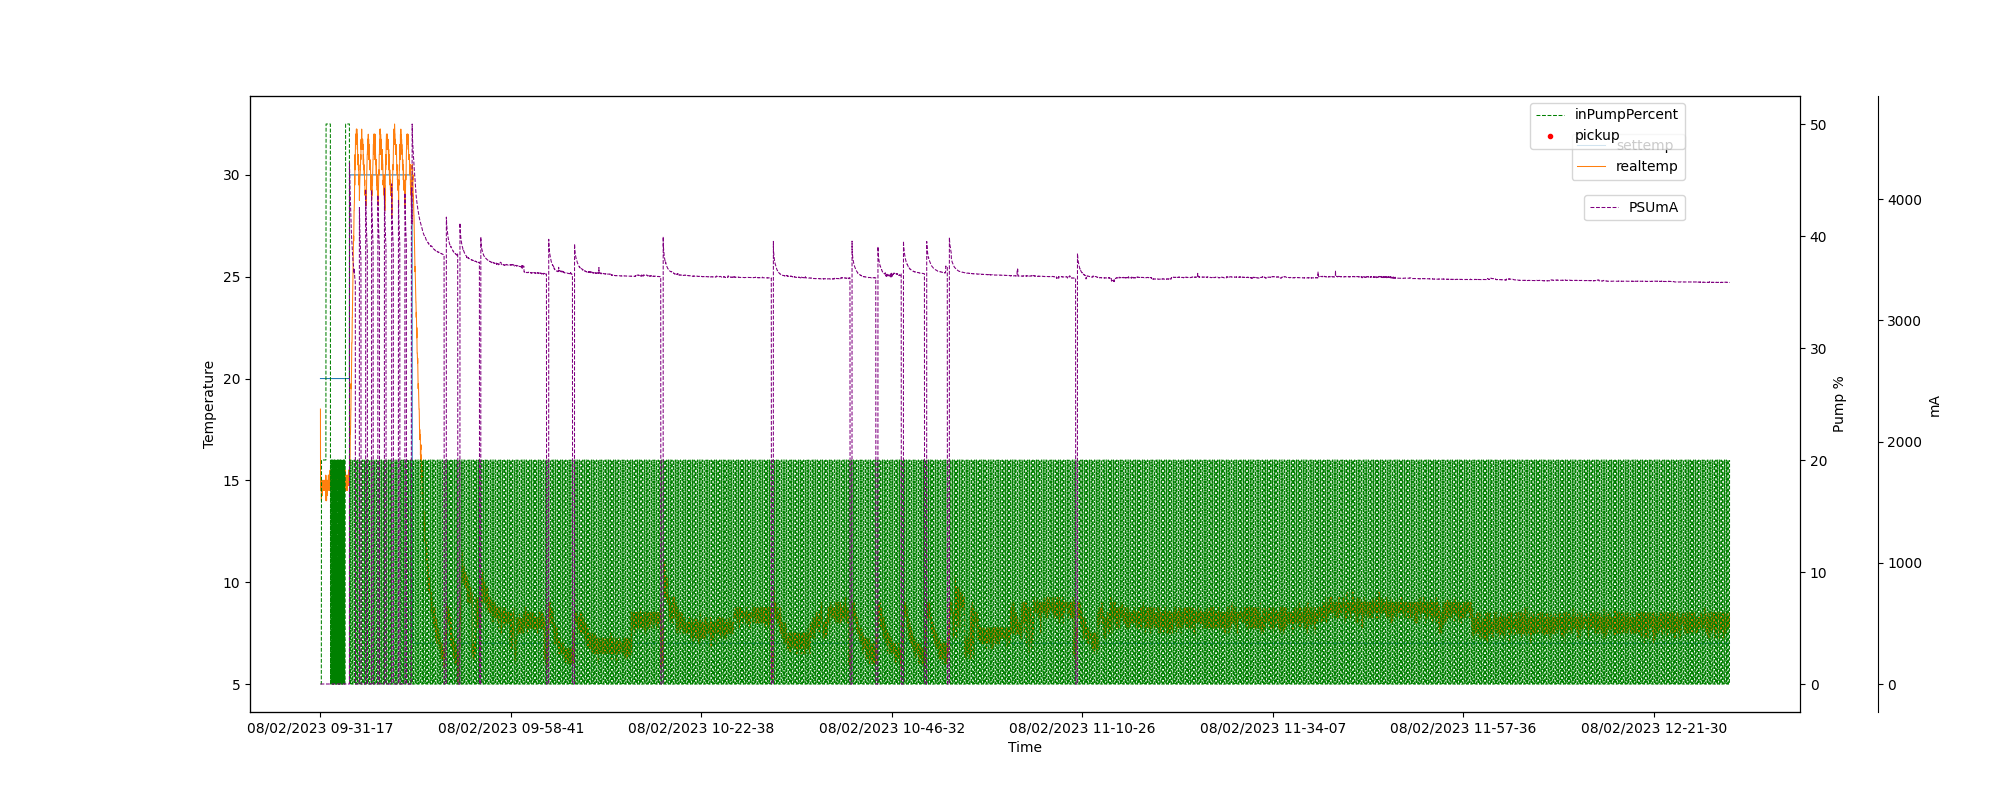 inPumpPercent
pickup
settemp
realtemp
PSUmA
Temperature
30
25
20
15
10
5
50
40
30
20
10
0
Pump %
4000
3000
2000
1000
0
mA
08/02/2023 09-31-17
08/02/2023 09-58-41
08/02/2023 10-22-38
08/02/2023 10-46-32
08/02/2023 11-10-26
08/02/2023 11-34-07
08/02/2023 11-57-36
08/02/2023 12-21-30
Time